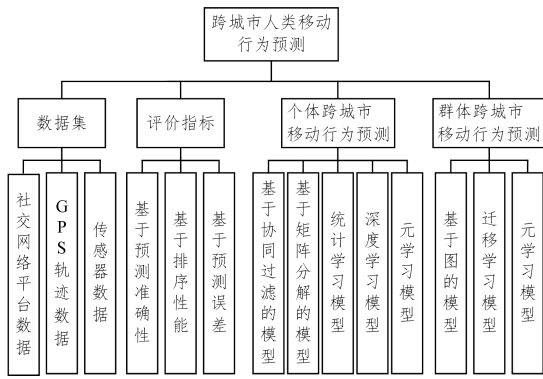 跨城市人类移动
行为预测
数据集
评价指标
个体跨城市
移动行为预测
群体跨城市
移动行为预测
社交网络平台数据
GPS轨迹数据
传感器数据
基于预测准确性
基于排序性能
基于预测误差
基于协同过滤的模型
基于矩阵分解的模型
统计学习模型
深度学习模型
元学习模型
基于图的模型
迁移学习模型
元学习模型